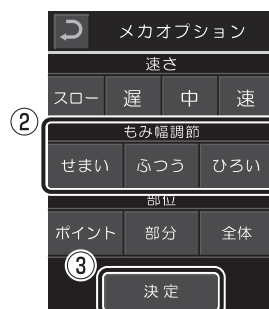 メカオプション
速さ
スロー 遅 中 速
②
もみ幅調節
せまい ふつう ひろい
部位
ポイント 部分 全体
③
決定